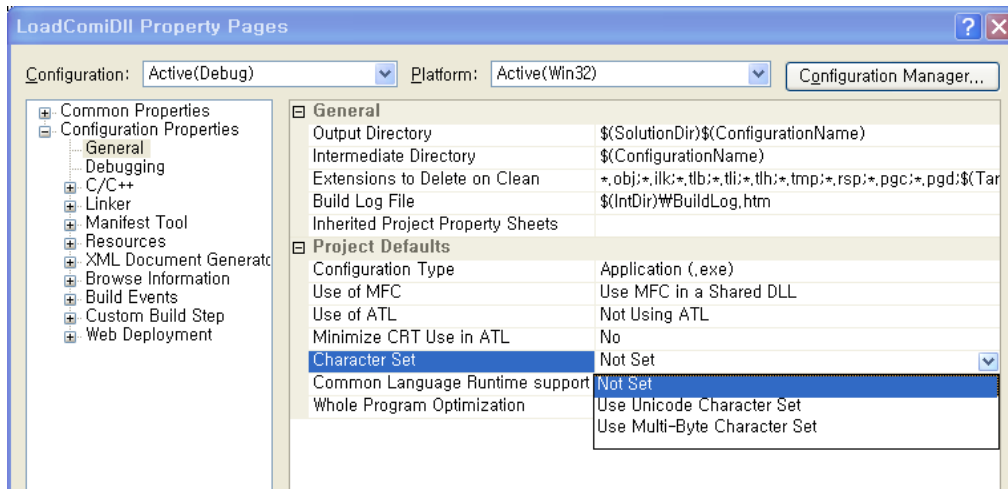 LoadComiDll Property Pages
Configuration: Active(Debug) Platform: Active(Win32) Configuration Manager...
Common Properties
Configuration Properties
General
Debugging
C/C++
Linker
Manifest Tool
Resources
XML Document Generato
Browse Information
Build Events
Custom Build Step
Web Deployment
General
Output Directory $(SolutionDir)$(ConfigurationName)
Intermediate Directory $(ConfigurationName)
Extensions to Delete on Clean *.obj;*.ilk;*.tlb;*.tli;*.tlh;*.tmp;*.rsp;*.pgc;*.pgd;$(Tar
Build Log File $(IntDir)₩BuildLog.htm
Inherited Project Property Sheets
Project Defaults
Configuration Type Application (.exe)
Use of MFC Use MFC in a Shared DLL
Use of ATL Not Using ATL
Minimize CRT Use in ATL No
Character Set Not Set
Common Language Runtime support Not Set
Whole Program Optimization Use Unicode Character Set
Use Multi-Byte Character Set